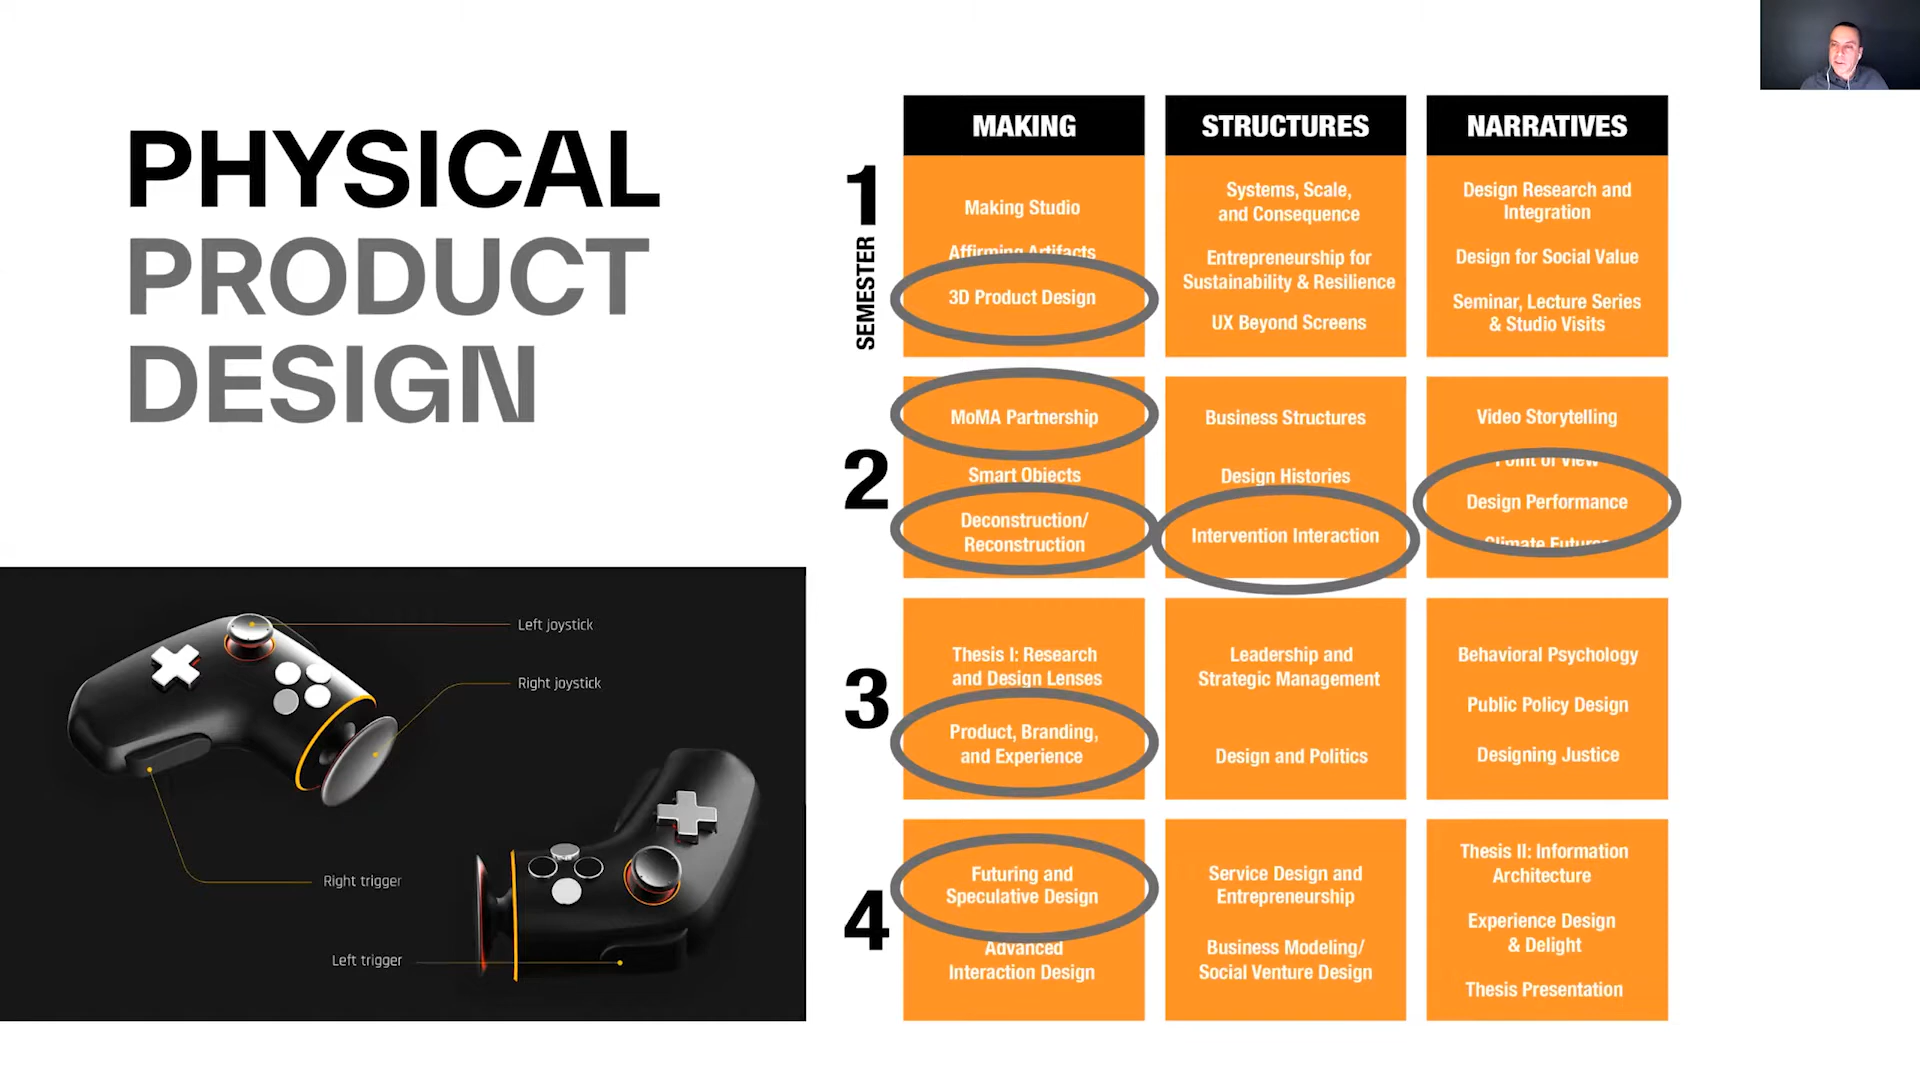 PHYSICAL
PRODUCT
DESIGN
Left joystick
Right joystick
Right trigger
Left trigger
MAKING
STRUCTURES
NARRATIVES
SEMESTER 1
Making Studio
Affirming Artifacts
3D Product Design
Systems, Scale,
and Consequence
Entrepreneurship for
Sustainability & Resilience
UX Beyond Screens
Design Research and
Integration
Design for Social Value
Seminar, Lecture Series
& Studio Visits
2
MoMA Partnership
Smart Objects
Deconstruction/
Reconstruction
Business Structures
Design Histories
Intervention Interaction
Video Storytelling
Point of View
Design Performance
Climate Futures
3
Thesis I: Research
and Design Lenses
Product, Branding,
and Experience
Leadership and
Strategic Management
Design and Politics
Behavioral Psychology
Public Policy Design
Designing Justice
4
Futuring and
Speculative Design
Advanced
Interaction Design
Service Design and
Entrepreneurship
Business Modeling/
Social Venture Design
Thesis II: Information
Architecture
Experience Design
& Delight
Thesis Presentation